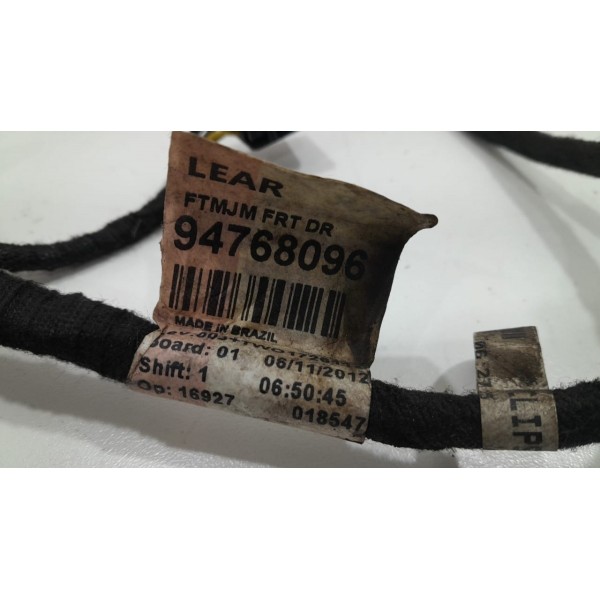 LEAR
FTMJM FRT DR
94768096
MADE IN BRAZIL
Board: 01 06/11/2012
Shift: 1 06:50:45
Op: 16927 018547
LIP